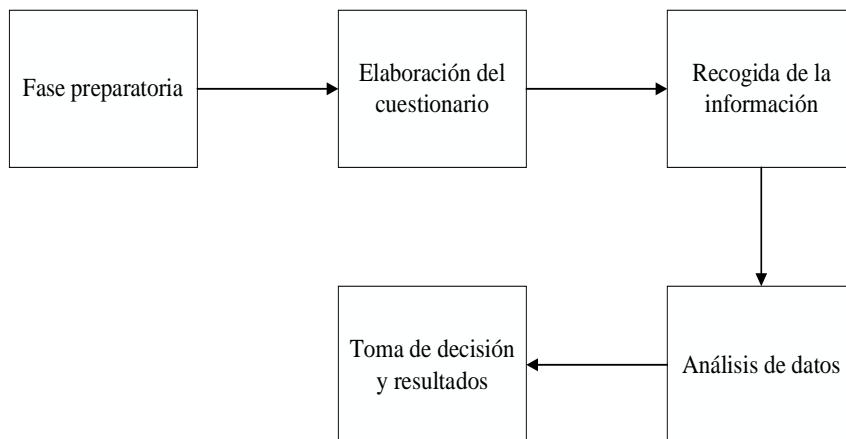 Fase preparatoria
Elaboración del
cuestionario
Recogida de la
información
Toma de decisión
y resultados
Análisis de datos